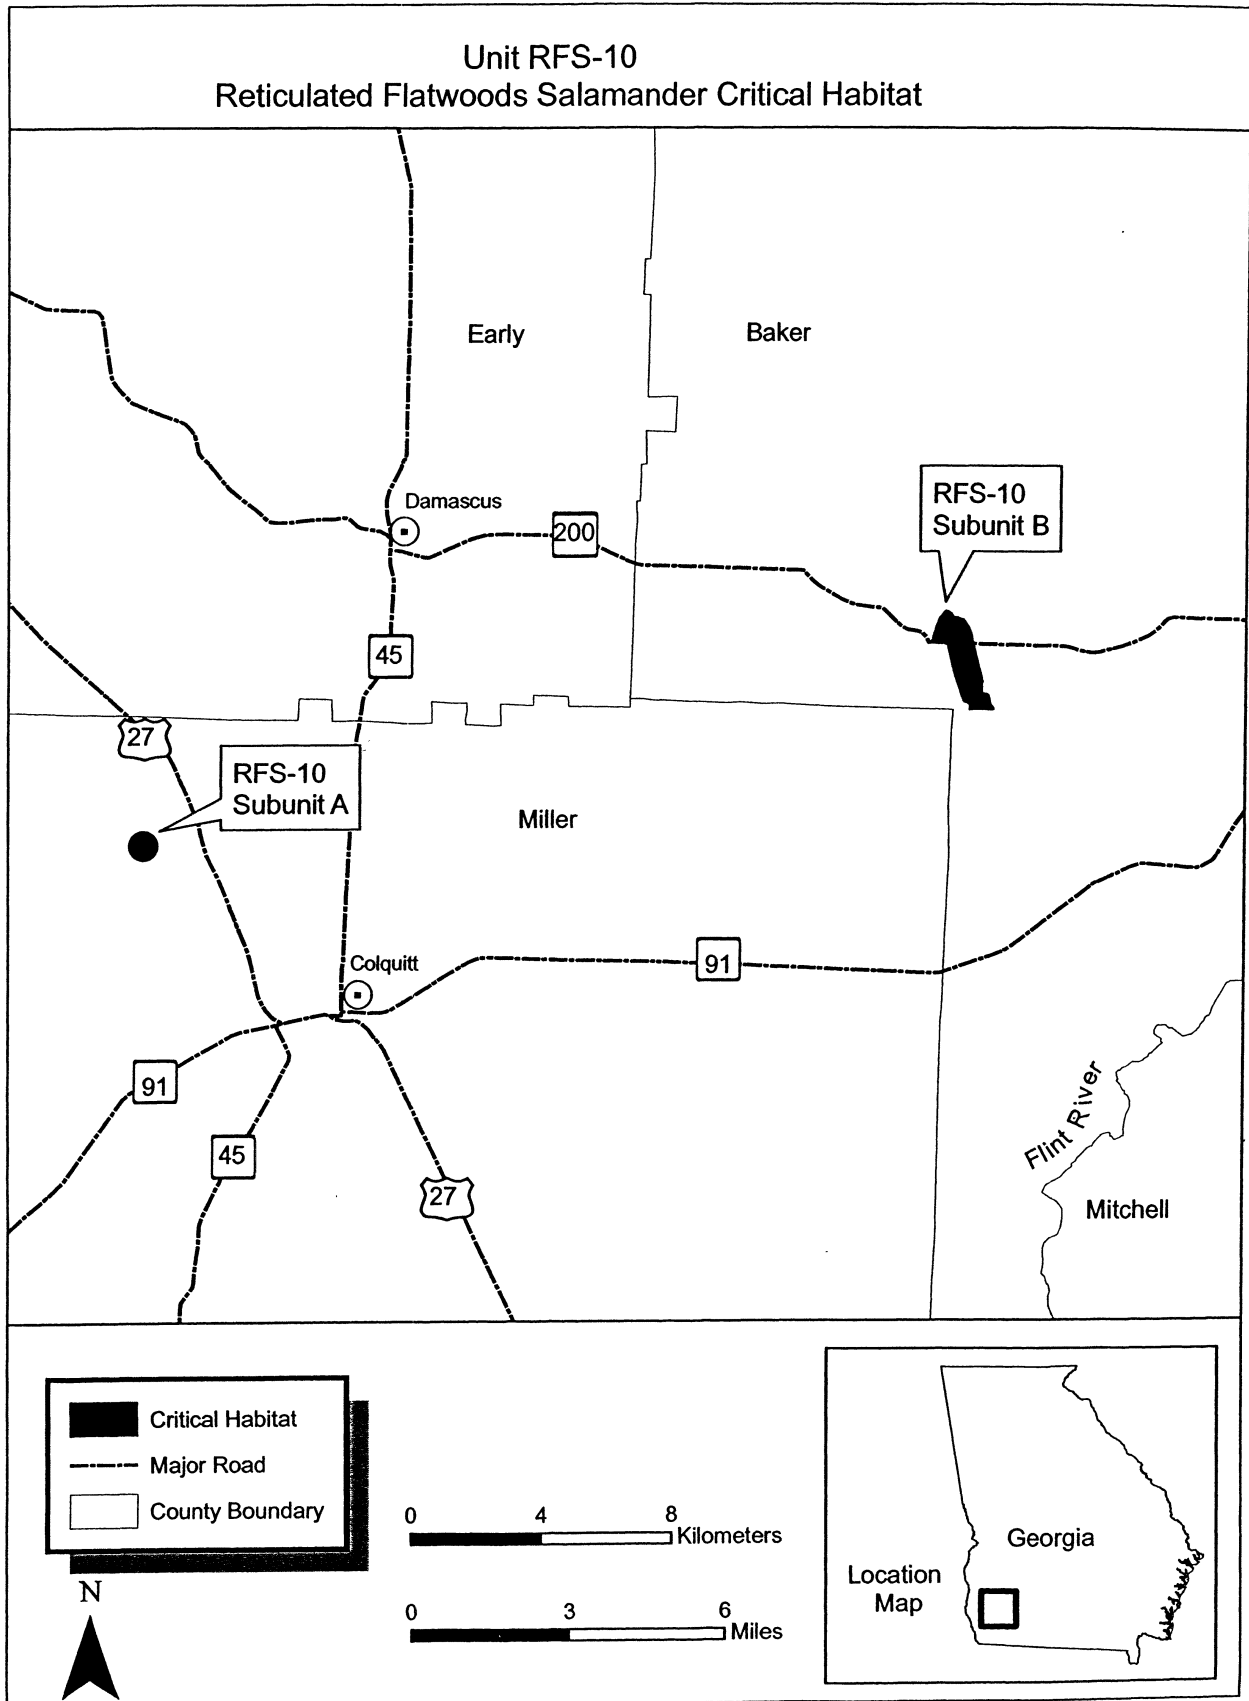 Unit RFS-10
Reticulated Flatwoods Salamander Critical Habitat
Early
Baker
Damascus
200
RFS-10
Subunit B
45
27
RFS-10
Subunit A
Miller
Colquitt
91
91
45
27
Flint River
Mitchell
Critical Habitat
Major Road
County Boundary
0 4 8
Kilometers
0 3 6
Miles
N
Georgia
Location
Map